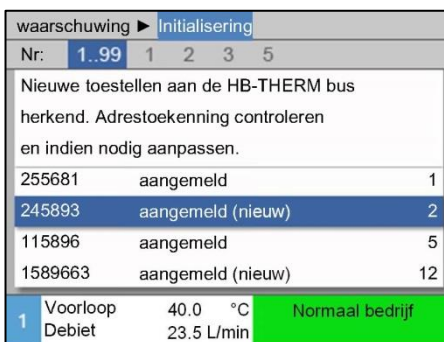 waarschuwing ► Initialisering
Nr: 1..99 1 2 3 5
Nieuwe toestellen aan de HB-THERM bus
herkend. Adrestoekenning controleren
en indien nodig aanpassen.
255681 aangemeld 1
245893 aangemeld (nieuw) 2
115896 aangemeld 5
1589663 aangemeld (nieuw) 12
1 Voorloop 40.0 °C Normaal bedrijf
Debiet 23.5 L/min